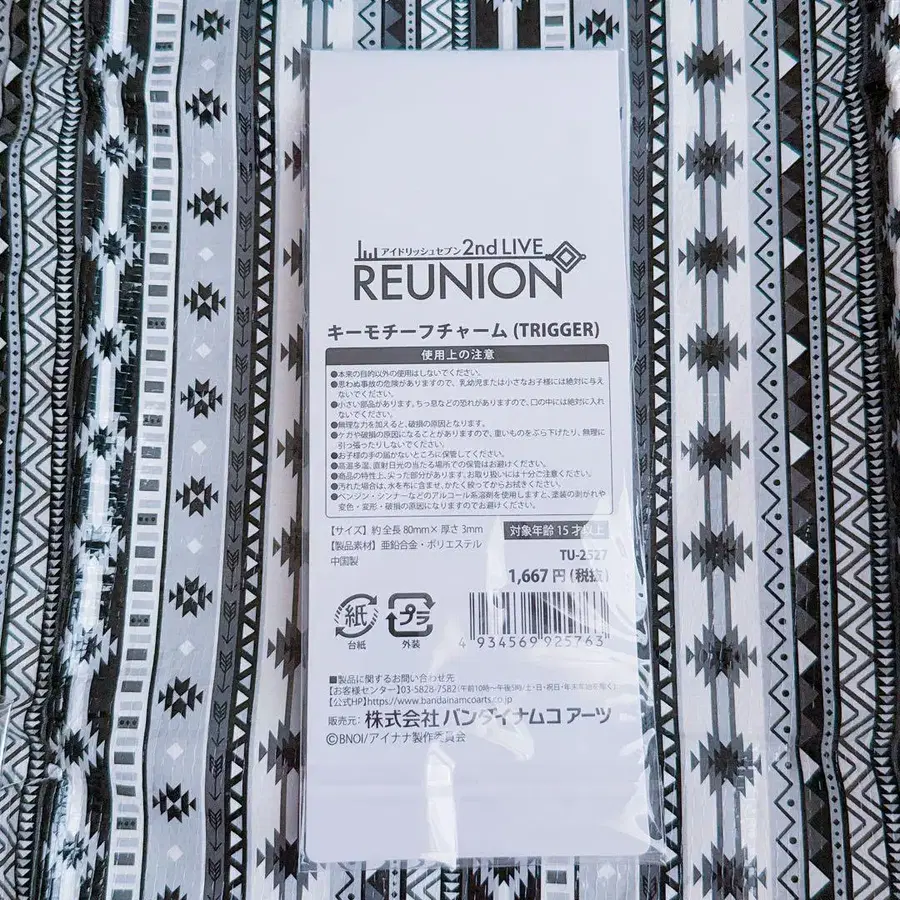 アイドリッシュセブン 2nd LIVE
REUNION
キーモチーフチャーム (TRIGGER)
使用上の注意
●本来の目的以外の使用はしないでください。
●思わぬ事故の危険がありますので、乳幼児または小さなお子様には絶対に与え
ないでください。
●小さい部品があります。ちっ息などの恐れがありますので、口の中には絶対に入れ
ないでください。
●無理な力を加えると、破損の原因となります。
●ケガや破損の原因になることがありますので、重いものをぶら下げたり、無理に
引っ張ったりしないでください。
●お子様の手の届かないところに保管してください。
●高温多湿、直射日光の当たる場所での保管はお避けください。
●商品の特性上、尖った部分があります。お取り扱いには十分ご注意ください。
●汚れた場合は、水を布に含ませ、かたく絞ってからお拭きください。
●ベンジン・シンナーなどのアルコール系溶剤を使用しますと、塗装の剥がれや
変色・変形・破損の原因になりますのでお避けください。
【サイズ】 約 全長 80mm× 厚さ 3mm
対象年齢 15 才以上
【製品素材】 亜鉛合金・ポリエステル
TU-2527
中国製
1,667 円 (税抜)
紙
台紙
プラ
外装
4 934569 925763
■製品に関するお問い合わせ先
【お客様センター】03-5828-7582(午前10時～午後5時/土・日・祝日・年末年始を除く)
【公式HP】https://www.bandainamcoarts.co.jp
販売元: 株式会社 バンダイナムコアーツ
©BNOI/アイナナ製作委員会